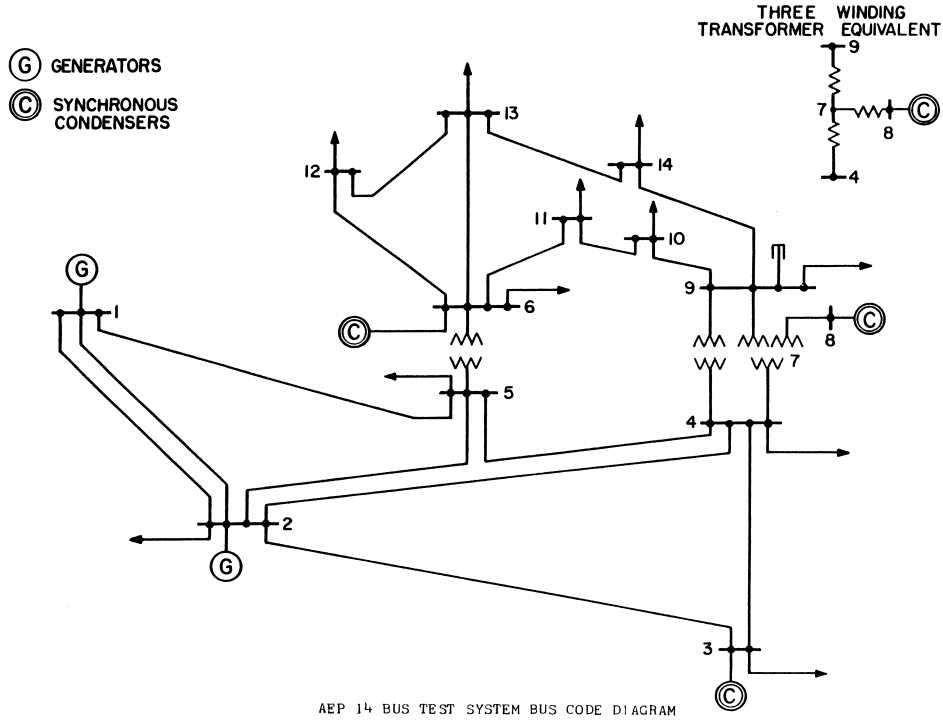 THREE WINDING
TRANSFORMER EQUIVALENT
9
7
8
C
4
G GENERATORS
C SYNCHRONOUS
CONDENSERS
13
12
14
11
10
G
1
6
9
C
8
C
7
5
4
2
G
3
C
AEP 14 BUS TEST SYSTEM BUS CODE DIAGRAM